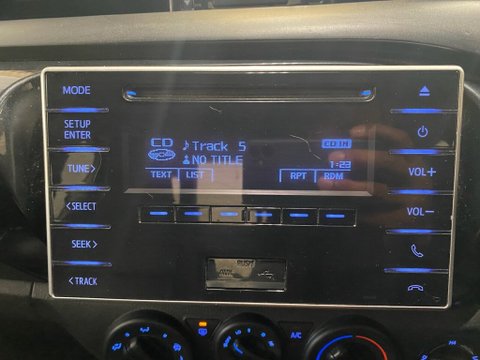 MODE
SETUP
ENTER
TUNE>
<SELECT
SEEK>
<TRACK
CD
Track 5
CD IN
NO TITLE
1:23
TEXT
LIST
RPT
RDM
VOL+
VOL-
PUSH
A/C